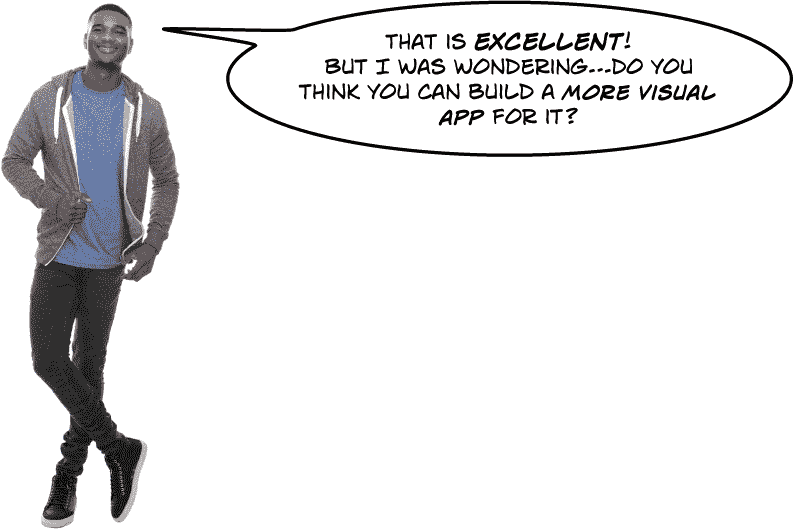 THAT IS EXCELLENT!
BUT I WAS WONDERING...DO YOU
THINK YOU CAN BUILD A MORE VISUAL
APP FOR IT?